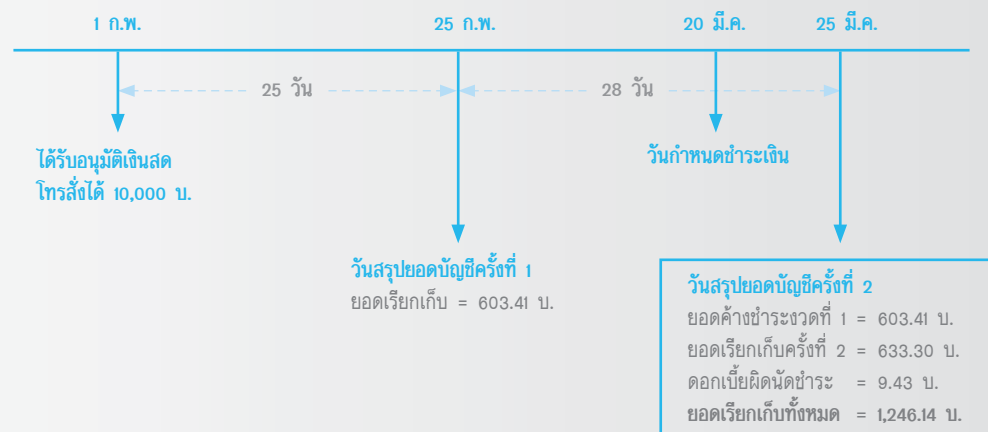 1 ก.พ. 25 ก.พ. 20 มี.ค. 25 มี.ค.
25 วัน 28 วัน
ได้รับอนุมัติเงินสด
โทรสั่งได้ 10,000 บ.
วันกำหนดชำระเงิน
วันสรุปยอดบัญชีครั้งที่ 1
ยอดเรียกเก็บ = 603.41 บ.
วันสรุปยอดบัญชีครั้งที่ 2
ยอดค้างชำระงวดที่ 1 = 603.41 บ.
ยอดเรียกเก็บครั้งที่ 2 = 633.30 บ.
ดอกเบี้ยผิดนัดชำระ = 9.43 บ.
ยอดเรียกเก็บทั้งหมด = 1,246.14 บ.